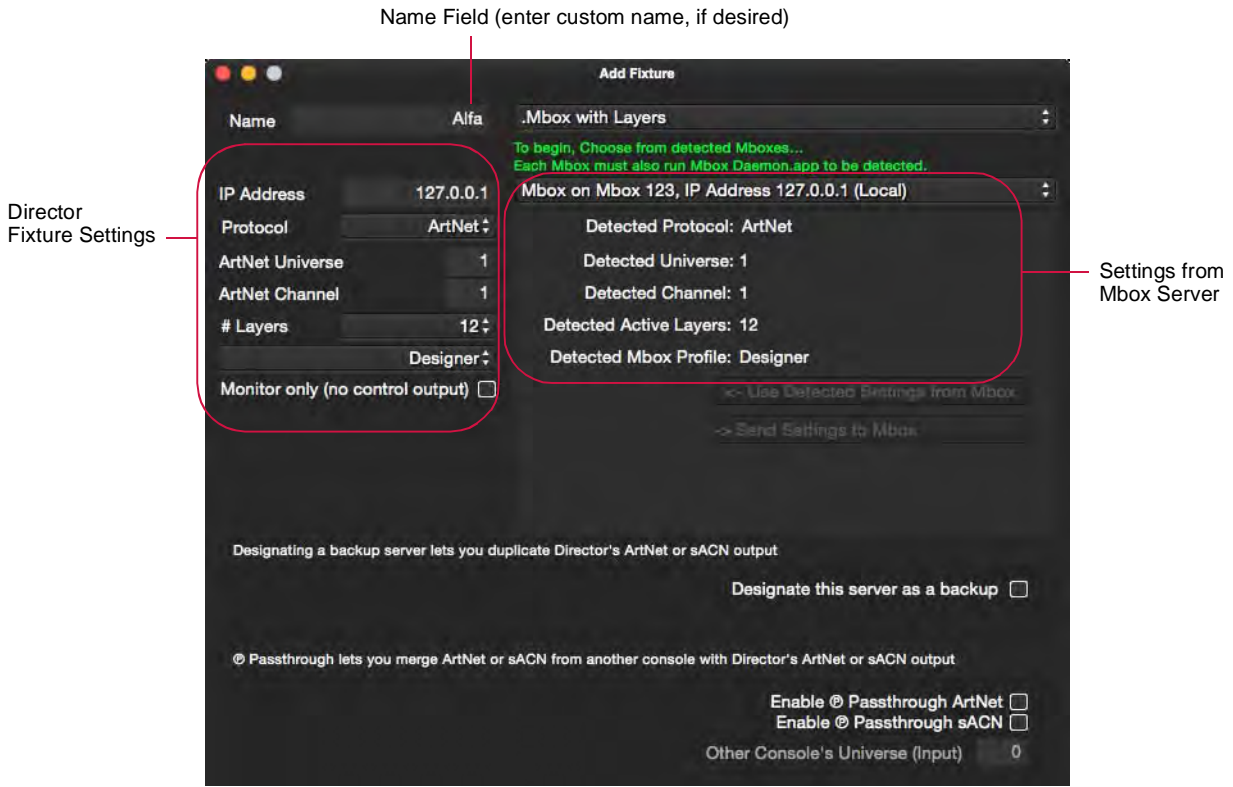 Name Field (enter custom name, if desired)
Add Fixture
Name Alfa
.Mbox with Layers
To begin, Choose from detected Mboxes...
Each Mbox must also run Mbox Daemon.app to be detected.
Mbox on Mbox 123, IP Address 127.0.0.1 (Local)
Director
Fixture Settings
IP Address 127.0.0.1
Protocol ArtNet
ArtNet Universe 1
ArtNet Channel 1
# Layers 12
Designer
Monitor only (no control output)
Detected Protocol: ArtNet
Detected Universe: 1
Detected Channel: 1
Detected Active Layers: 12
Detected Mbox Profile: Designer
Settings from
Mbox Server
<- Use Detected Settings from Mbox
-> Send Settings to Mbox
Designating a backup server lets you duplicate Director's ArtNet or sACN output
Designate this server as a backup
℗ Passthrough lets you merge ArtNet or sACN from another console with Director's ArtNet or sACN output
Enable ℗ Passthrough ArtNet
Enable ℗ Passthrough sACN
Other Console's Universe (Input) 0